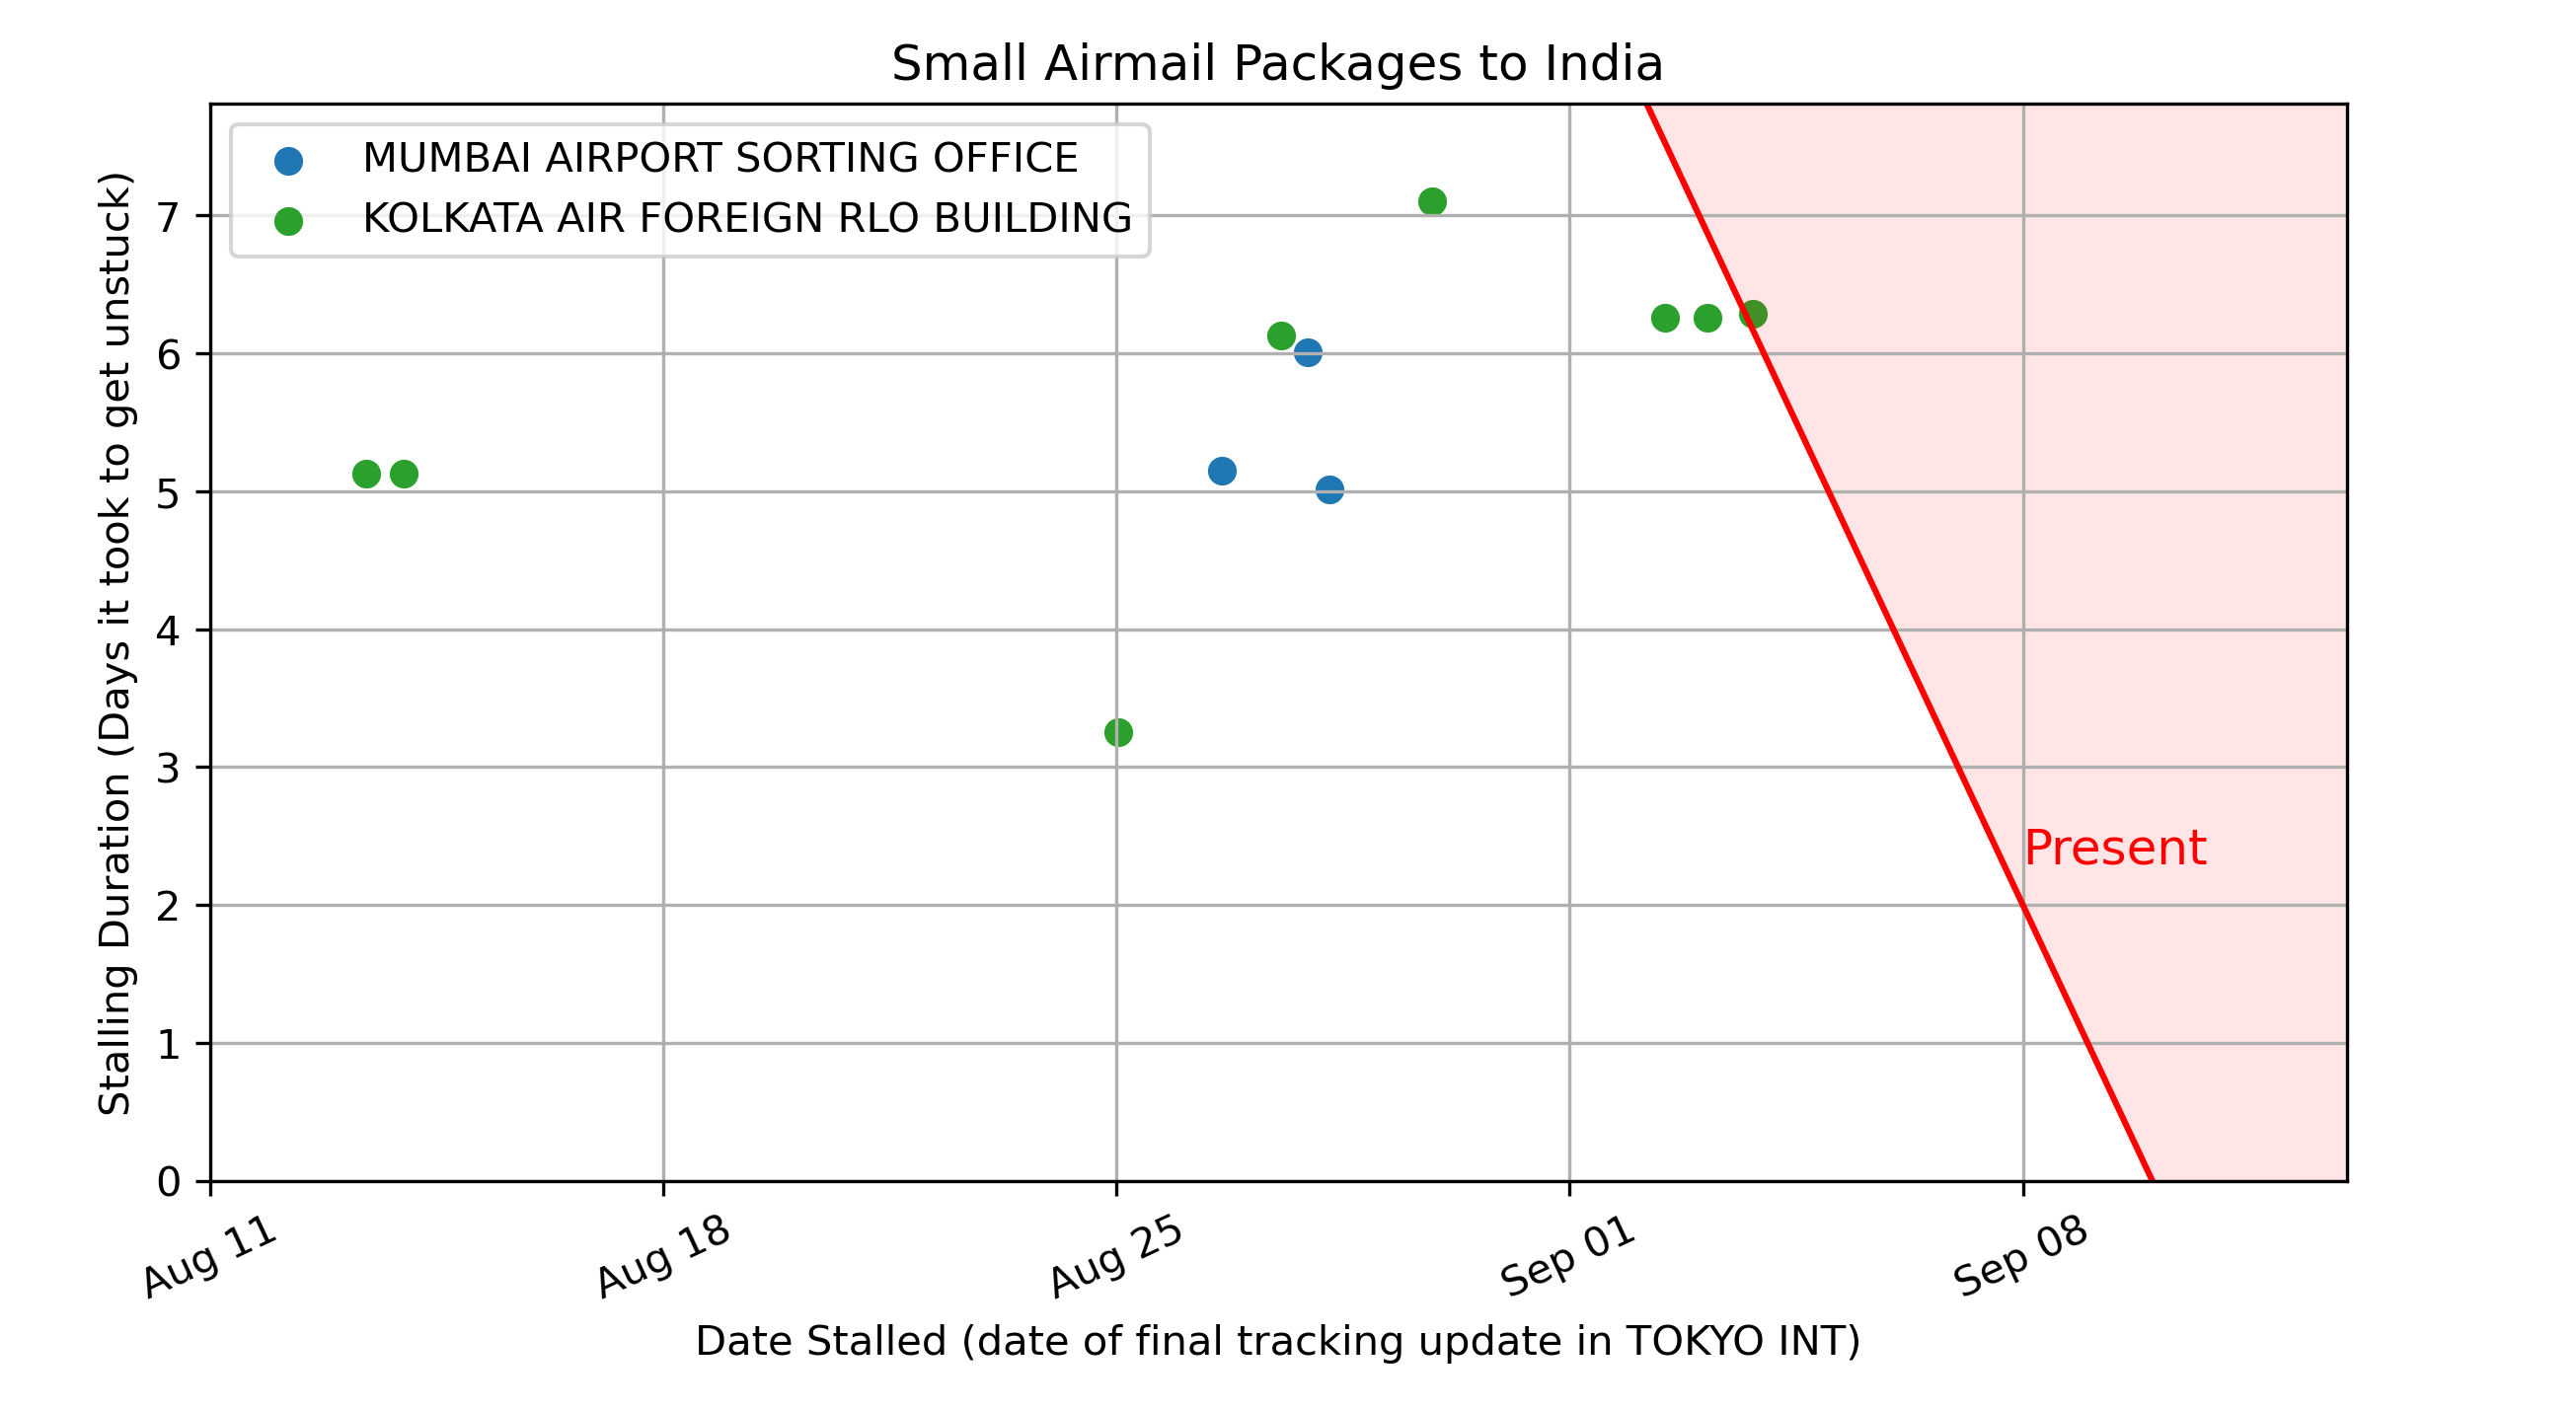 Small Airmail Packages to India
MUMBAI AIRPORT SORTING OFFICE
KOLKATA AIR FOREIGN RLO BUILDING
Stalling Duration (Days it took to get unstuck)
7
6
5
4
3
2
1
0
Present
Aug 11
Aug 18
Aug 25
Sep 01
Sep 08
Date Stalled (date of final tracking update in TOKYO INT)